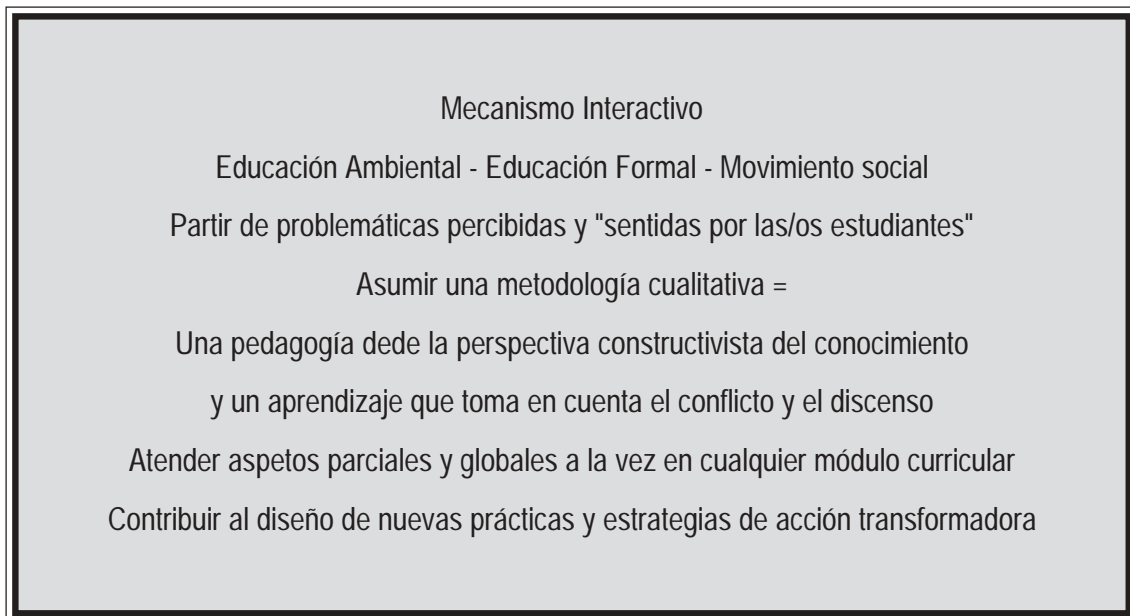 Mecanismo Interactivo
Educación Ambiental - Educación Formal - Movimiento social
Partir de problemáticas percibidas y "sentidas por las/os estudiantes"
Asumir una metodología cualitativa =
Una pedagogía dede la perspectiva constructivista del conocimiento
y un aprendizaje que toma en cuenta el conflicto y el discenso
Atender aspetos parciales y globales a la vez en cualquier módulo curricular
Contribuir al diseño de nuevas prácticas y estrategias de acción transformadora